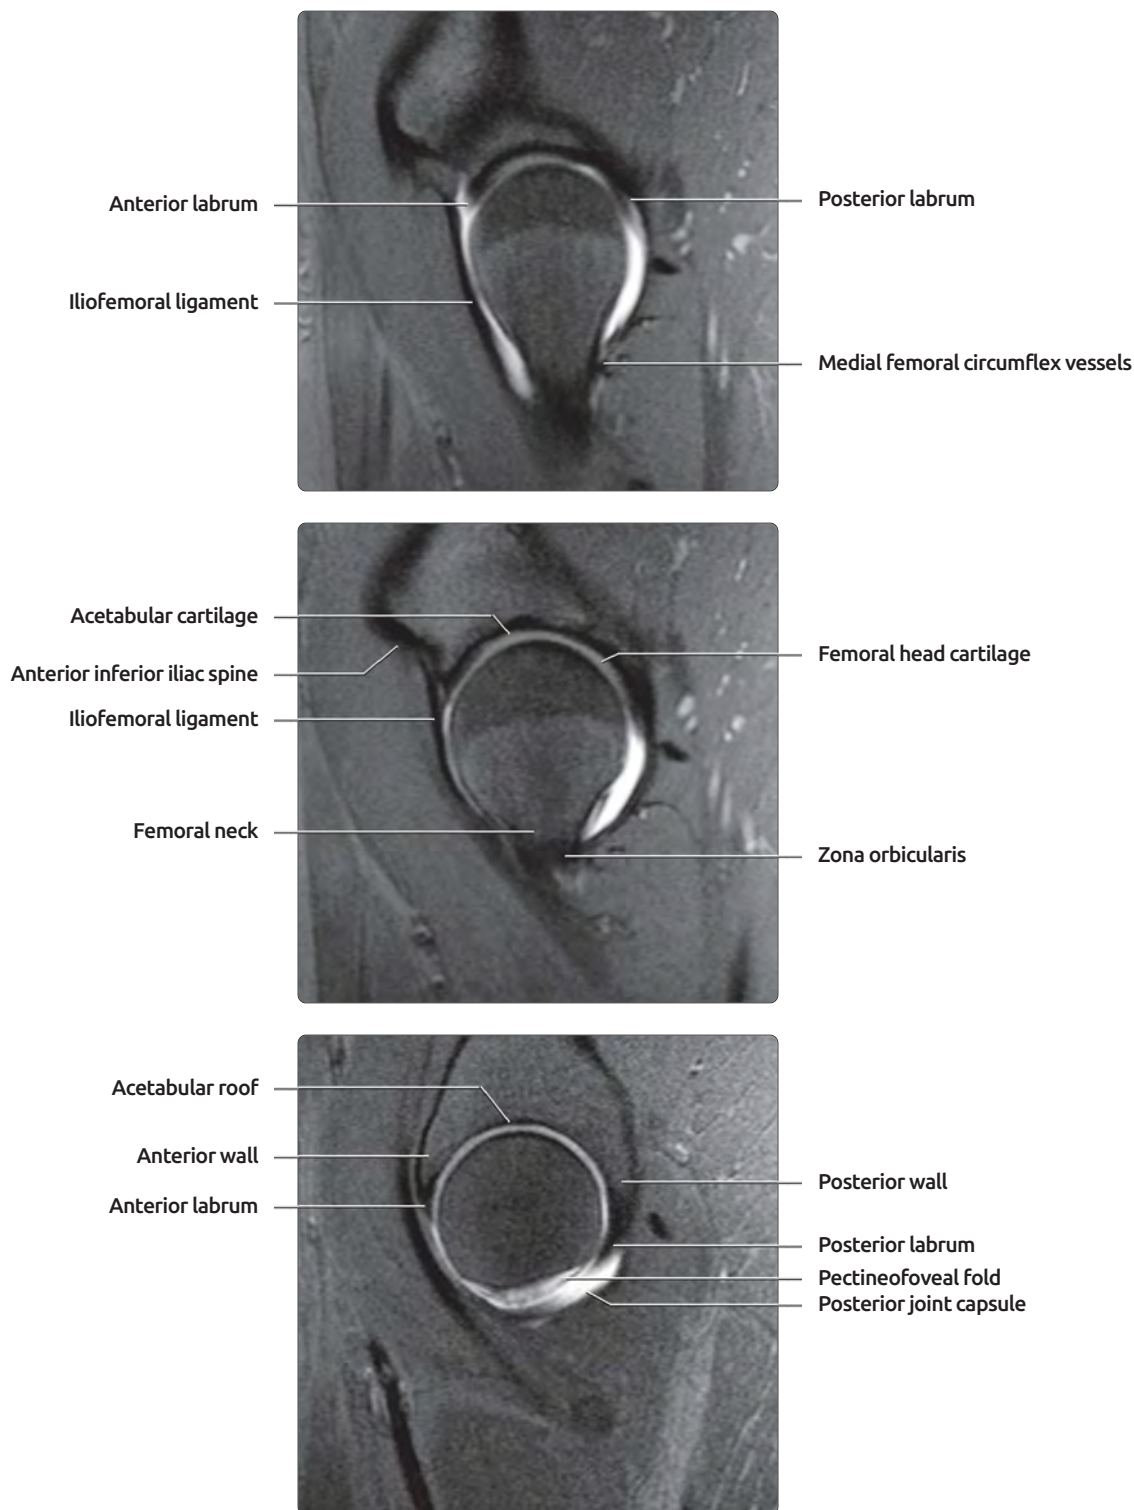 Anterior labrum
Posterior labrum
Iliofemoral ligament
Medial femoral circumflex vessels
Acetabular cartilage
Femoral head cartilage
Anterior inferior iliac spine
Iliofemoral ligament
Femoral neck
Zona orbicularis
Acetabular roof
Anterior wall
Posterior wall
Anterior labrum
Posterior labrum
Pectineofoveal fold
Posterior joint capsule